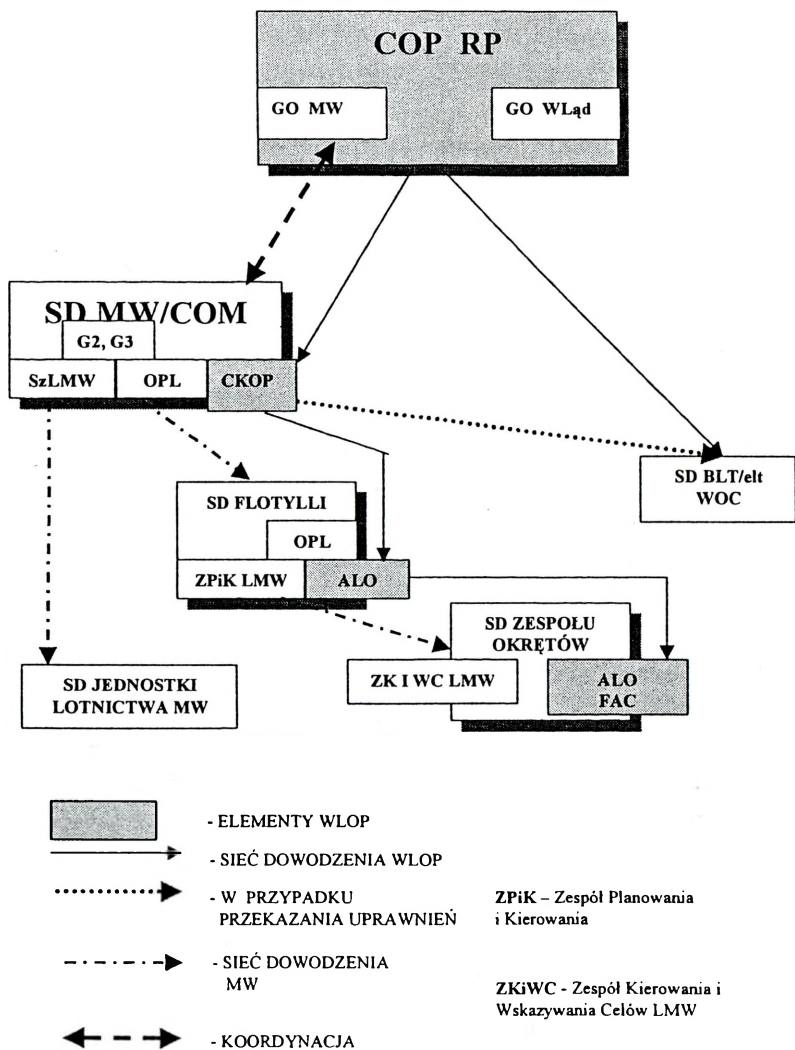 COP RP
GO MW
GO WLąd
SD MW/COM
G2, G3
SzLMW
OPL
CKOP
SD BLT/elt
WOC
SD FLOTYLLI
OPL
ZPiK LMW
ALO
SD ZESPOŁU
OKRĘTÓW
ZK I WC LMW
ALO
FAC
SD JEDNOSTKI
LOTNICTWA MW
- ELEMENTY WLOP
- SIEĆ DOWODZENIA WLOP
- W PRZYPADKU
PRZEKAZANIA UPRAWNIEŃ
ZPiK – Zespół Planowania
i Kierowania
- SIEĆ DOWODZENIA
MW
ZKiWC - Zespół Kierowania i
Wskazywania Celów LMW
- KOORDYNACJA